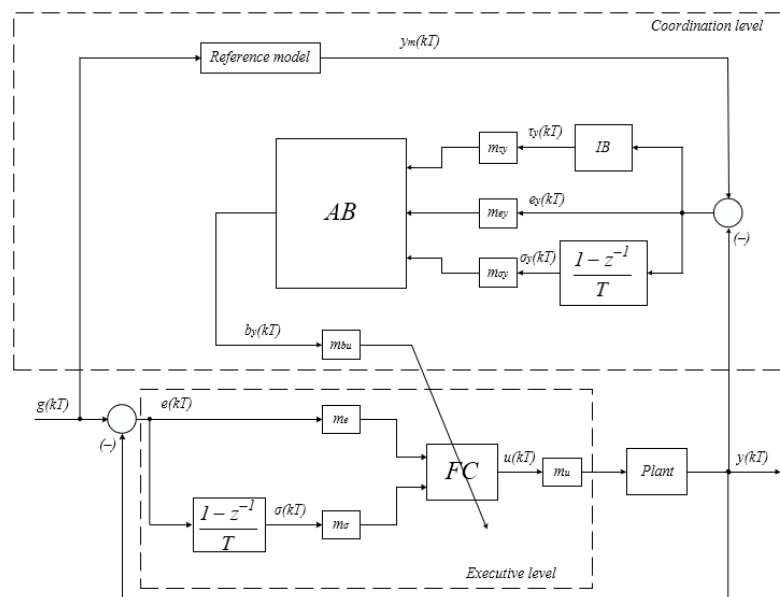 Coordination level
yₘ(kT)
Reference model
τy(kT)
mτy
IB
AB
ey(kT)
mey
(–)
σy(kT)
mσy
1 – z⁻¹
T
by(kT)
mbu
g(kT)
e(kT)
(–)
me
FC
u(kT)
mu
Plant
y(kT)
1 – z⁻¹
T
σ(kT)
mσ
Executive level